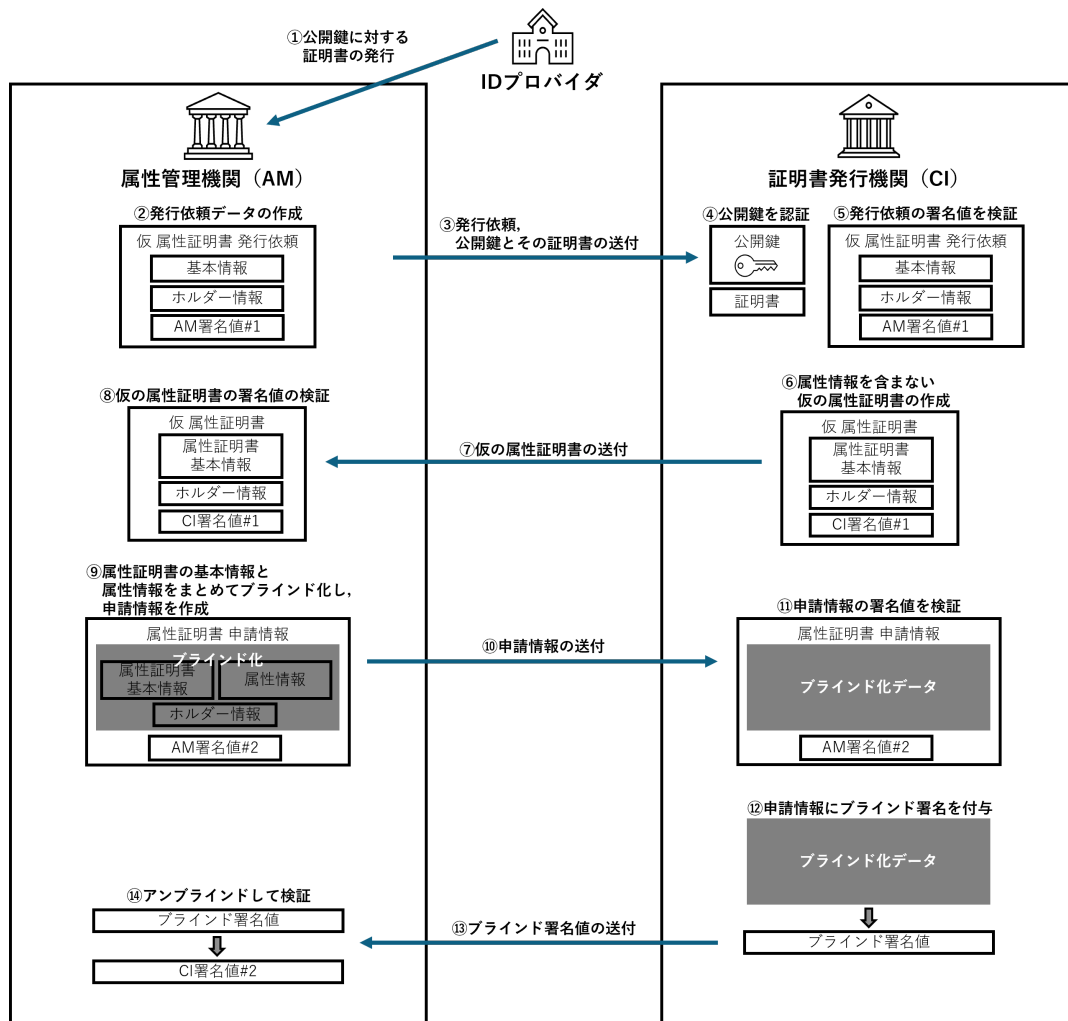 ①公開鍵に対する
証明書の発行
IDプロバイダ
属性管理機関（AM）
証明書発行機関（CI）
②発行依頼データの作成
仮 属性証明書 発行依頼
基本情報
ホルダー情報
AM署名値#1
③発行依頼,
公開鍵とその証明書の送付
④公開鍵を認証
公開鍵
証明書
⑤発行依頼の署名値を検証
仮 属性証明書 発行依頼
基本情報
ホルダー情報
AM署名値#1
⑥属性情報を含まない
仮の属性証明書の作成
仮 属性証明書
属性証明書
基本情報
ホルダー情報
CI署名値#1
⑦仮の属性証明書の送付
⑧仮の属性証明書の署名値の検証
仮 属性証明書
属性証明書
基本情報
ホルダー情報
CI署名値#1
⑨属性証明書の基本情報と
属性情報をまとめてブラインド化し,
申請情報を作成
属性証明書 申請情報
ブラインド化
属性証明書
基本情報
属性情報
ホルダー情報
AM署名値#2
⑩申請情報の送付
⑪申請情報の署名値を検証
属性証明書 申請情報
ブラインド化データ
AM署名値#2
⑫申請情報にブラインド署名を付与
ブラインド化データ
ブラインド署名値
⑬ブラインド署名値の送付
⑭アンブラインドして検証
ブラインド署名値
CI署名値#2